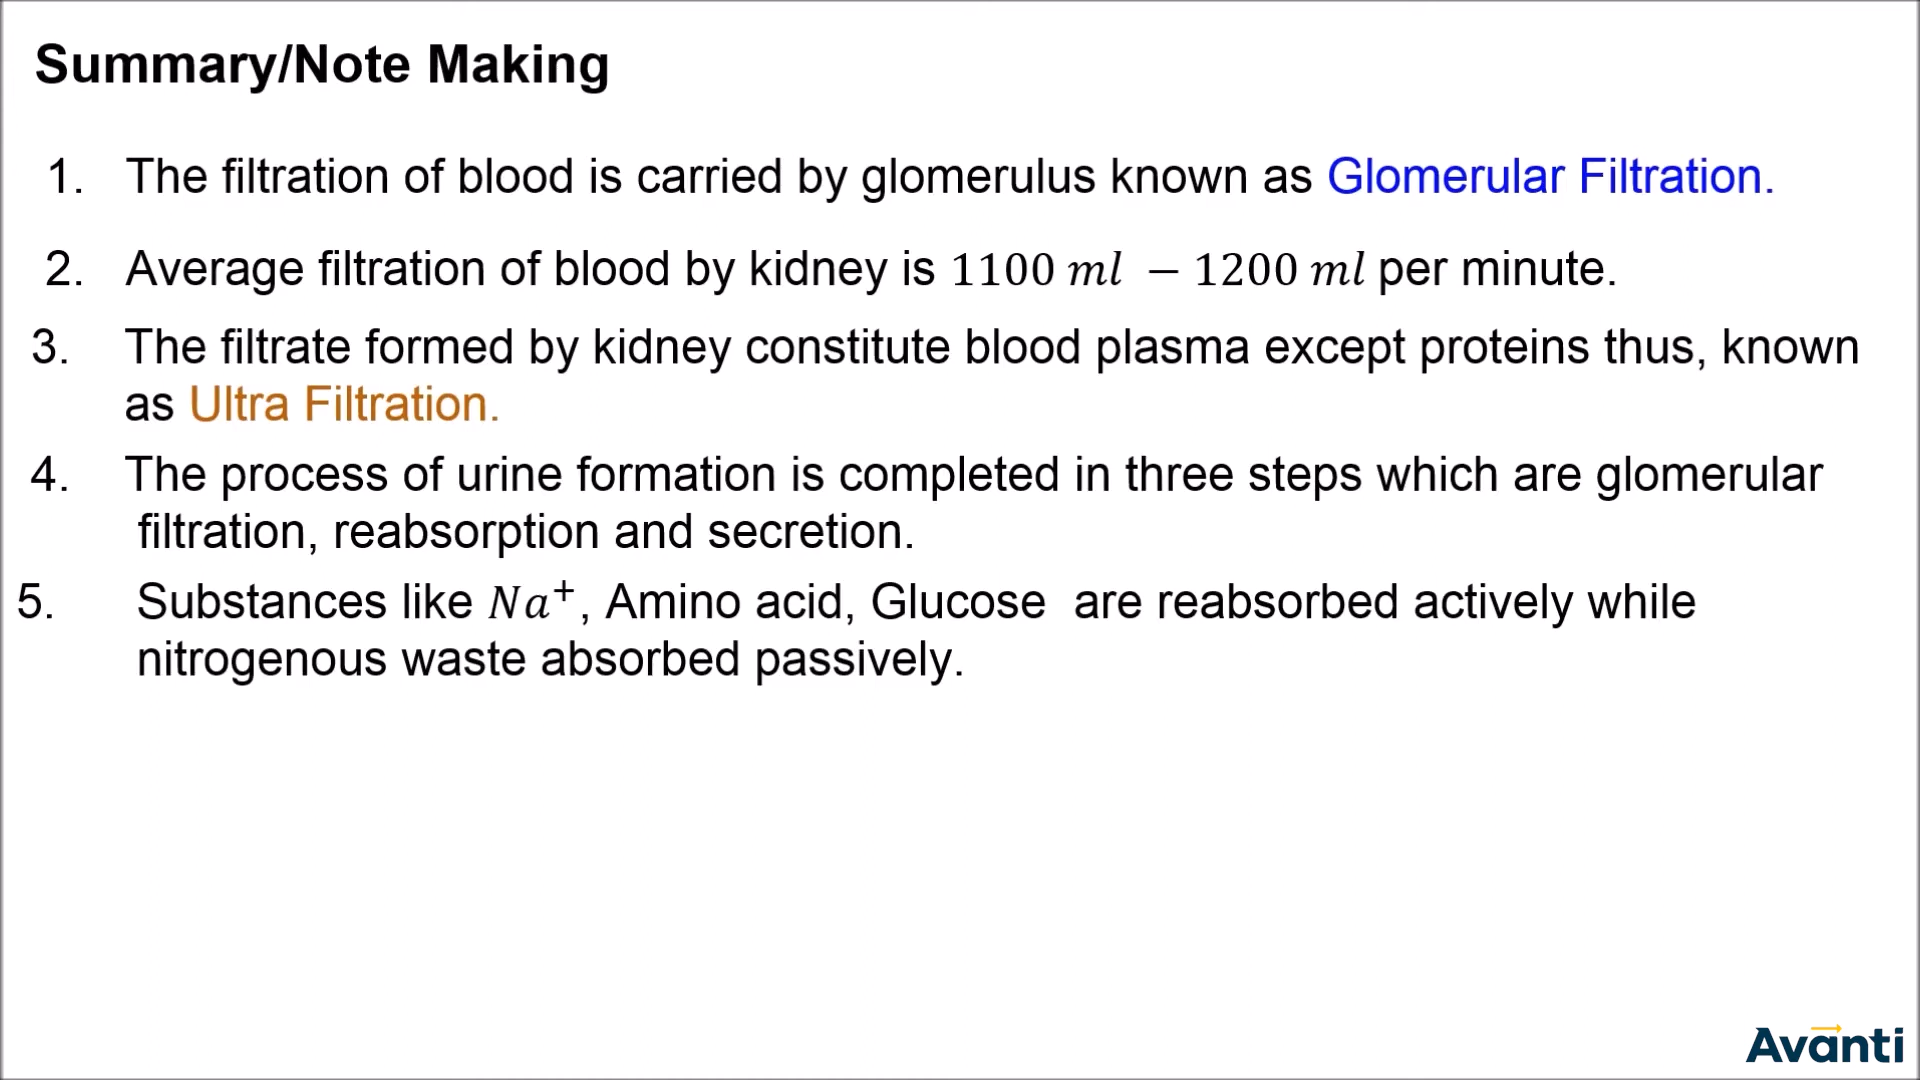 Summary/Note Making
1. The filtration of blood is carried by glomerulus known as Glomerular Filtration.
2. Average filtration of blood by kidney is 1100 ml − 1200 ml per minute.
3. The filtrate formed by kidney constitute blood plasma except proteins thus, known
as Ultra Filtration.
4. The process of urine formation is completed in three steps which are glomerular
filtration, reabsorption and secretion.
5. Substances like Na⁺, Amino acid, Glucose are reabsorbed actively while
nitrogenous waste absorbed passively.
Avanti